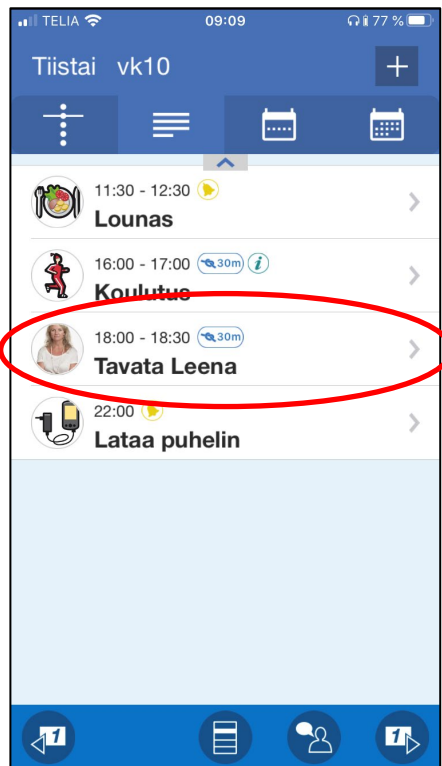 TELIA 09:09 77 %
Tiistai vk10
11:30 - 12:30
Lounas
16:00 - 17:00 30m i
Koulutus
18:00 - 18:30 30m
Tavata Leena
22:00
Lataa puhelin
1 1